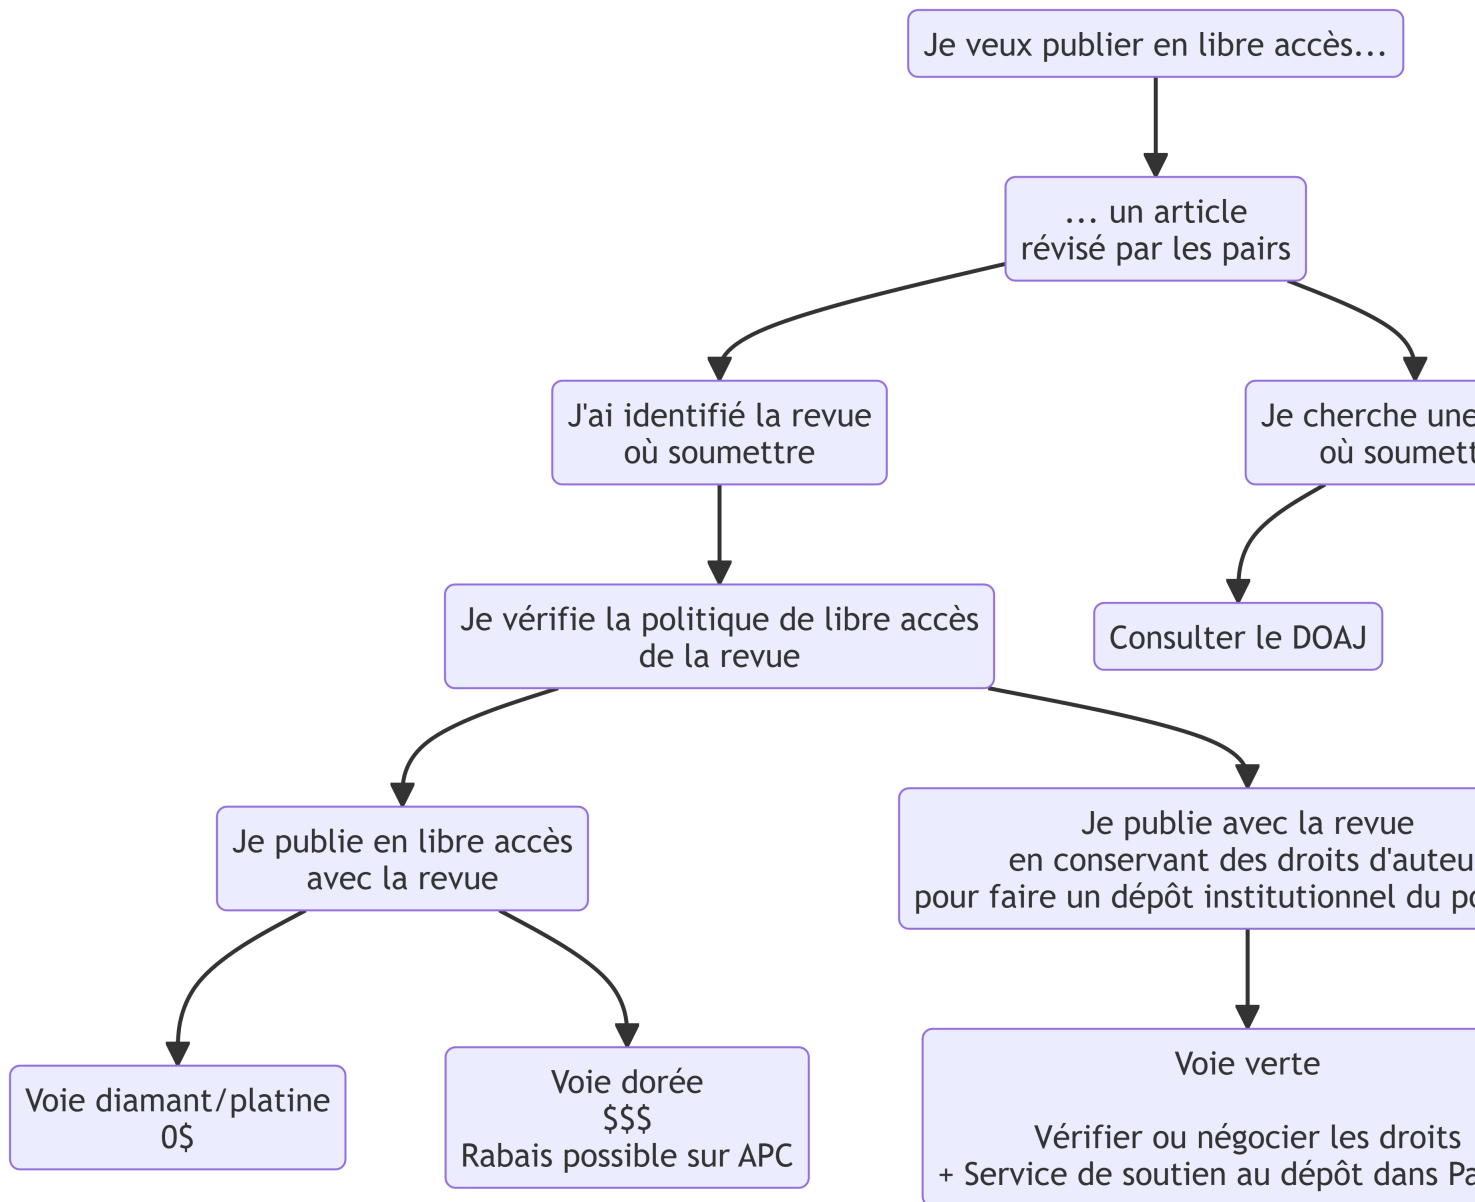 Je veux publier en libre accès...
... un article
révisé par les pairs
J'ai identifié la revue
où soumettre
Je cherche une
où
Je vérifie la politique de libre accès
de la revue
Consulter le DOAJ
Je publie en libre accès
avec la revue
Je publie avec la revue
en conservant des droits
pour faire un dépôt institutionnel du
Voie diamant/platine
0$
Voie dorée
$$$
Rabais possible sur APC
Voie verte
Vérifier ou négocier les droits
+ Service de soutien au dépôt dans